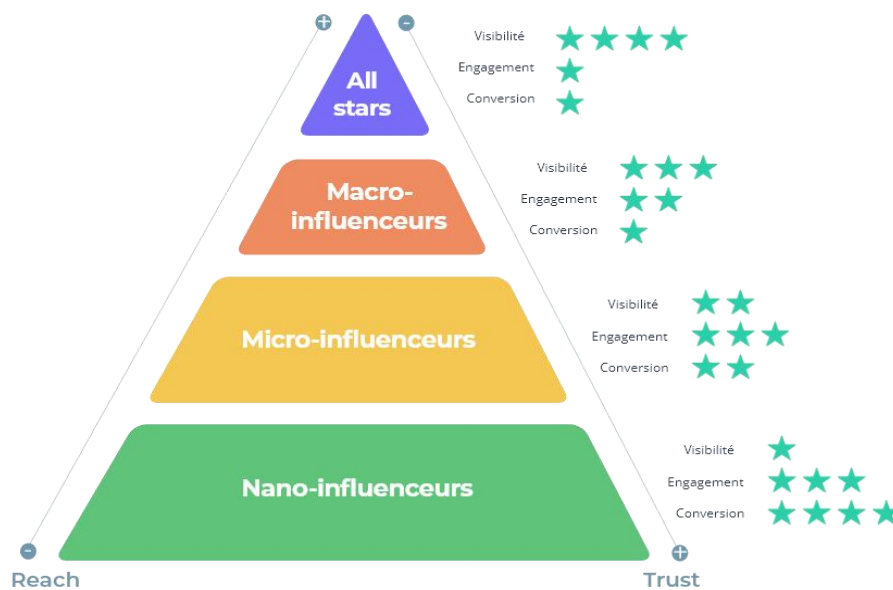 +
-
All
stars
Visibilité
Engagement
Conversion
Macro-
influenceurs
Visibilité
Engagement
Conversion
Micro-influenceurs
Visibilité
Engagement
Conversion
Nano-influenceurs
Visibilité
Engagement
Conversion
-
+
Reach
Trust